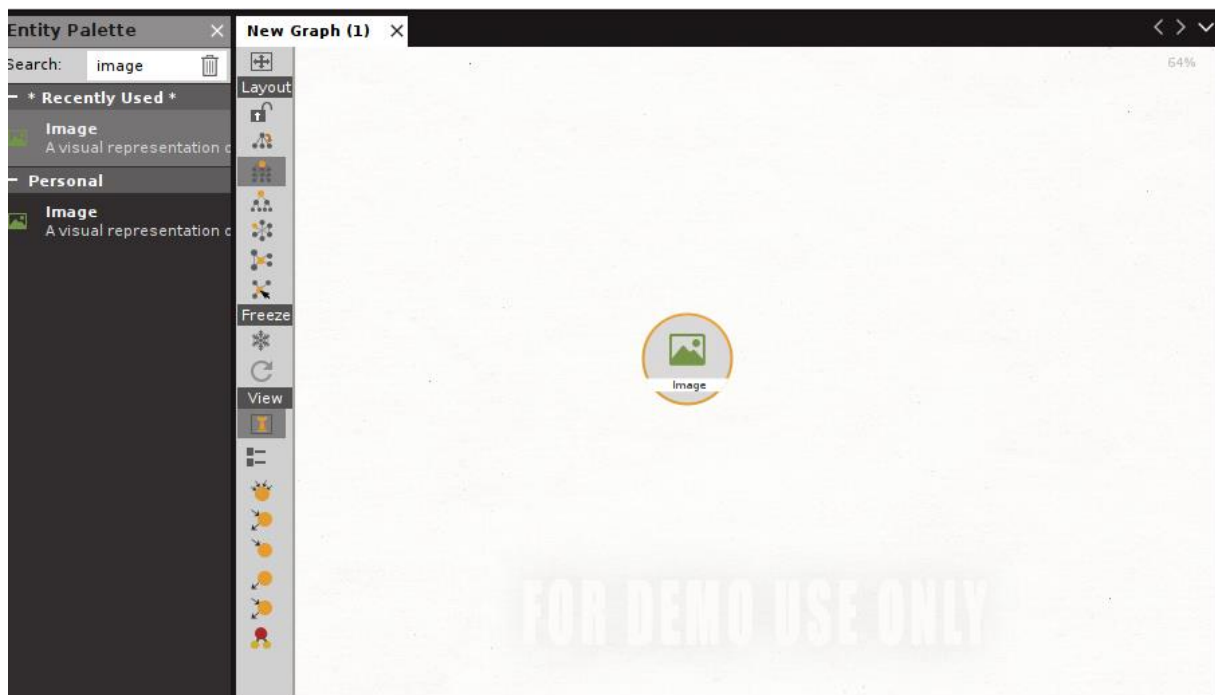 Entity Palette
New Graph (1)
Search: image
64%
* Recently Used *
Layout
Image
A visual representation
Personal
Image
A visual representation
Freeze
View
Image
FOR DEMO USE ONLY